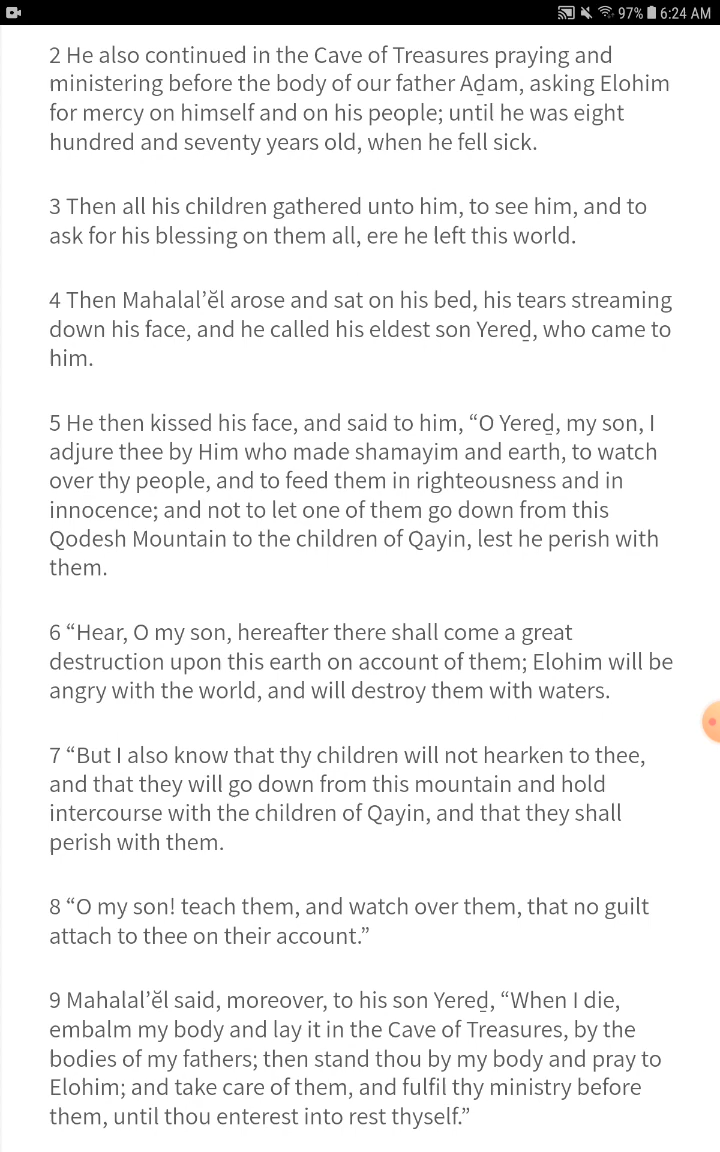 97% 6:24 AM
2 He also continued in the Cave of Treasures praying and
ministering before the body of our father Aḏam, asking Elohim
for mercy on himself and on his people; until he was eight
hundred and seventy years old, when he fell sick.
3 Then all his children gathered unto him, to see him, and to
ask for his blessing on them all, ere he left this world.
4 Then Mahalal’ĕl arose and sat on his bed, his tears streaming
down his face, and he called his eldest son Yereḏ, who came to
him.
5 He then kissed his face, and said to him, “O Yereḏ, my son, I
adjure thee by Him who made shamayim and earth, to watch
over thy people, and to feed them in righteousness and in
innocence; and not to let one of them go down from this
Qodesh Mountain to the children of Qayin, lest he perish with
them.
6 “Hear, O my son, hereafter there shall come a great
destruction upon this earth on account of them; Elohim will be
angry with the world, and will destroy them with waters.
7 “But I also know that thy children will not hearken to thee,
and that they will go down from this mountain and hold
intercourse with the children of Qayin, and that they shall
perish with them.
8 “O my son! teach them, and watch over them, that no guilt
attach to thee on their account.”
9 Mahalal’ĕl said, moreover, to his son Yereḏ, “When I die,
embalm my body and lay it in the Cave of Treasures, by the
bodies of my fathers; then stand thou by my body and pray to
Elohim; and take care of them, and fulfil thy ministry before
them, until thou enterest into rest thyself.”